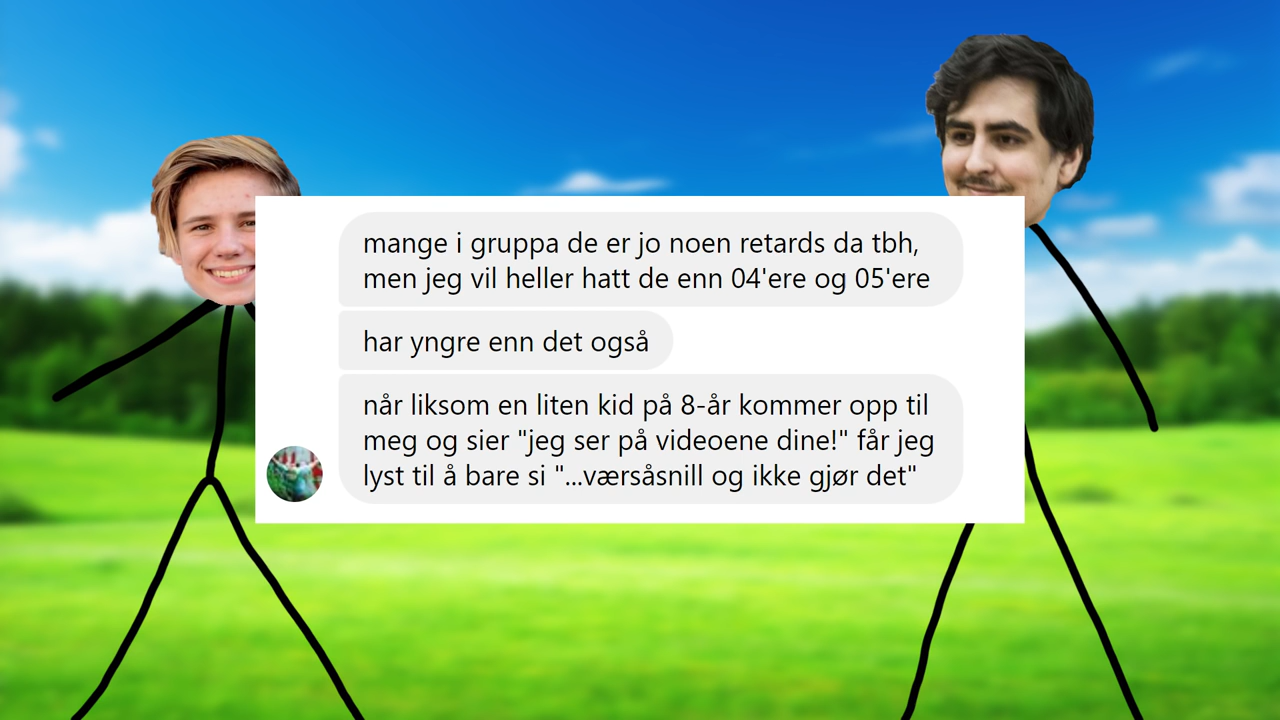 mange i gruppa de er jo noen retards da tbh,
men jeg vil heller hatt de enn 04'ere og 05'ere
har yngre enn det også
når liksom en liten kid på 8-år kommer opp til
meg og sier "jeg ser på videoene dine!" får jeg
lyst til å bare si "...værsåsnill og ikke gjør det"